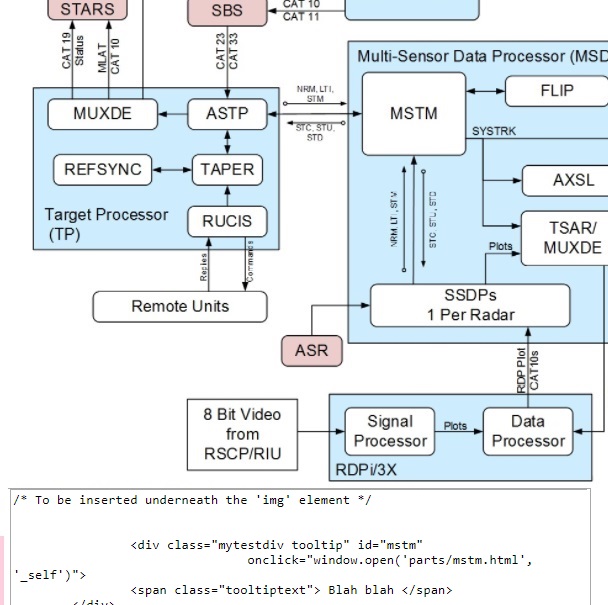 STARS
SBS
CAT 10
CAT 11
CAT 19
Status
MLAT
CAT 10
CAT 23
CAT 33
Multi-Sensor Data Processor (MSD
NRM, LTI,
STM
STC, STU,
STD
MUXDE
ASTP
MSTM
FLIP
SYSTRK
REFSYNC
TAPER
AXSL
Target Processor
(TP)
RUCIS
NRM, LTI, STM
STC, STU, STD
TSAR/
MUXDE
Plots
Replies
Commands
SSDPs
1 Per Radar
Remote Units
ASR
RDP Plot
CAT10s
8 Bit Video
from
RSCP/RIU
Signal
Processor
Plots
Data
Processor
RDPi/3X
/* To be inserted underneath the 'img' element */
<div class="mytestdiv tooltip" id="mstm"
onclick="window.open('parts/mstm.html',
'_self')">
<span class="tooltiptext"> Blah blah </span>
</div>